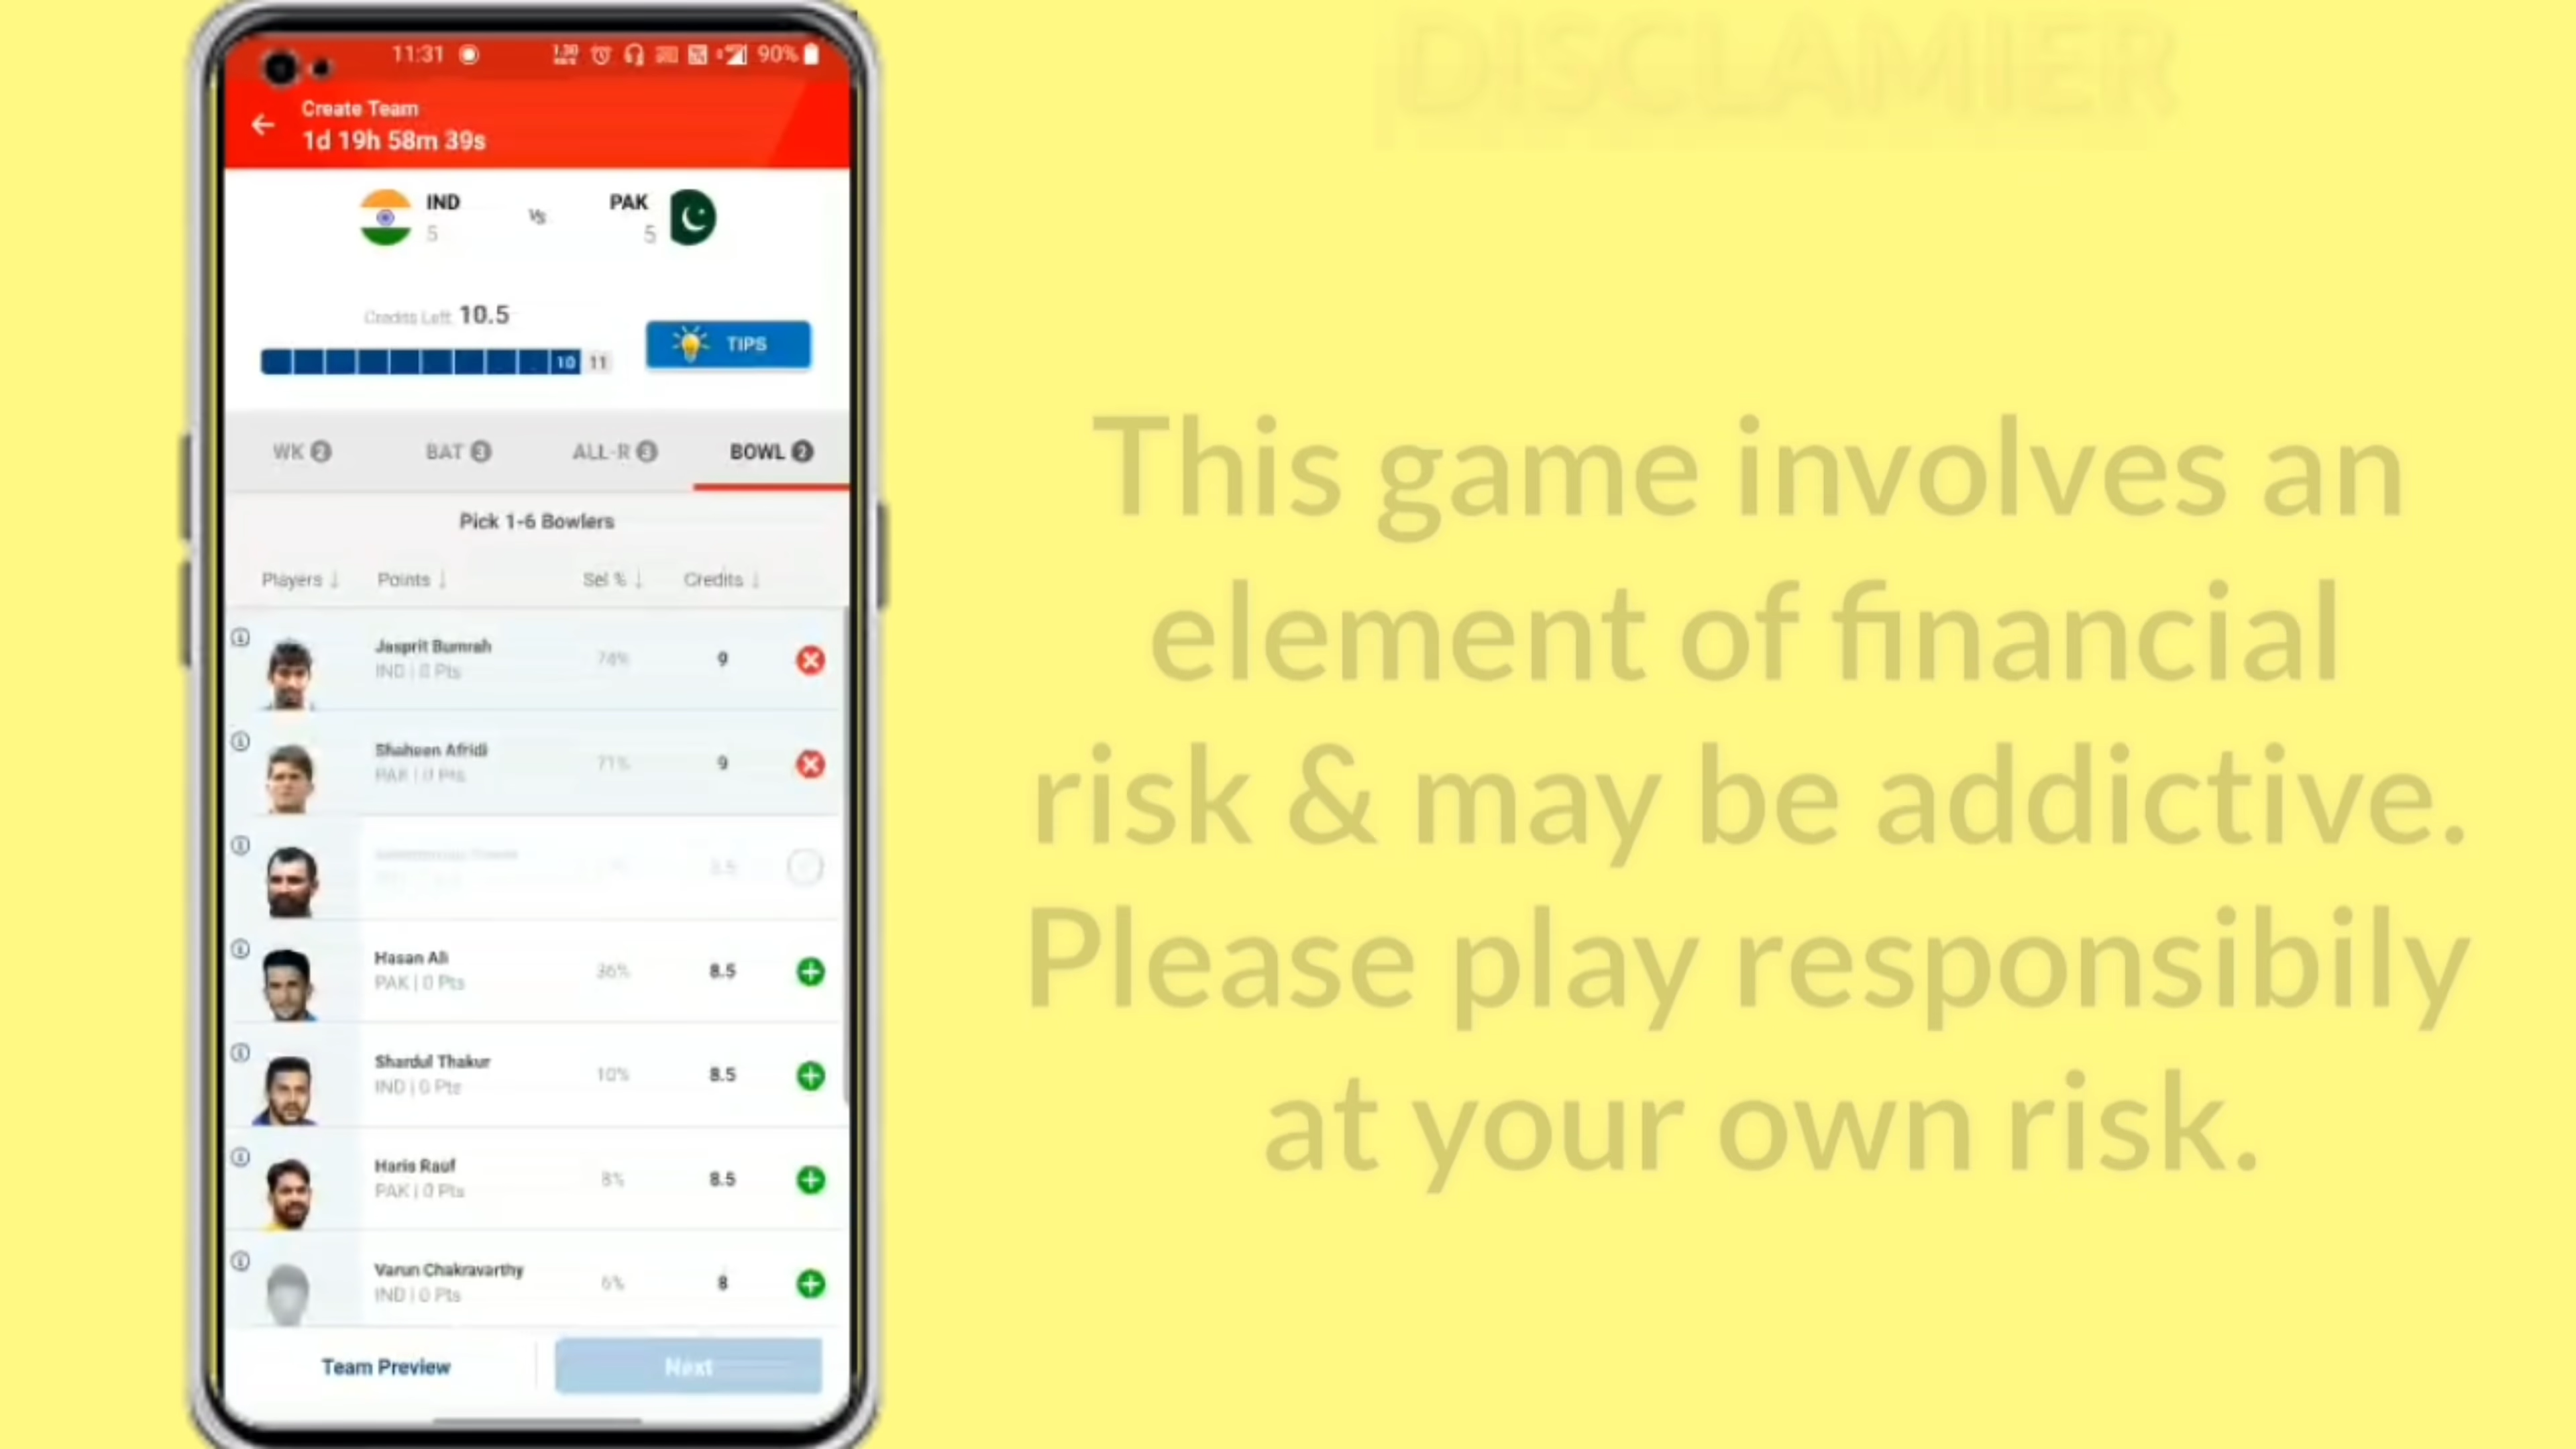 DISCLAMIER
11:31 90%
Create Team
1d 19h 58m 39s
IND Vs PAK
5 5
Credits Left 10.5
10 11
TIPS
WK 2 BAT 3 ALL-R 3 BOWL 2
Pick 1-6 Bowlers
Players ↓ Points ↓ Sel % ↓ Credits ↓
Jasprit Bumrah
IND | 0 Pts 74% 9
Shaheen Afridi
PAK | 0 Pts 71% 9
Hasan Ali
PAK | 0 Pts 36% 8.5
Shardul Thakur
IND | 0 Pts 10% 8.5
Haris Rauf
PAK | 0 Pts 8% 8.5
Varun Chakravarthy
IND | 0 Pts 6% 8
Team Preview Next
This game involves an
element of financial
risk & may be addictive.
Please play responsibily
at your own risk.